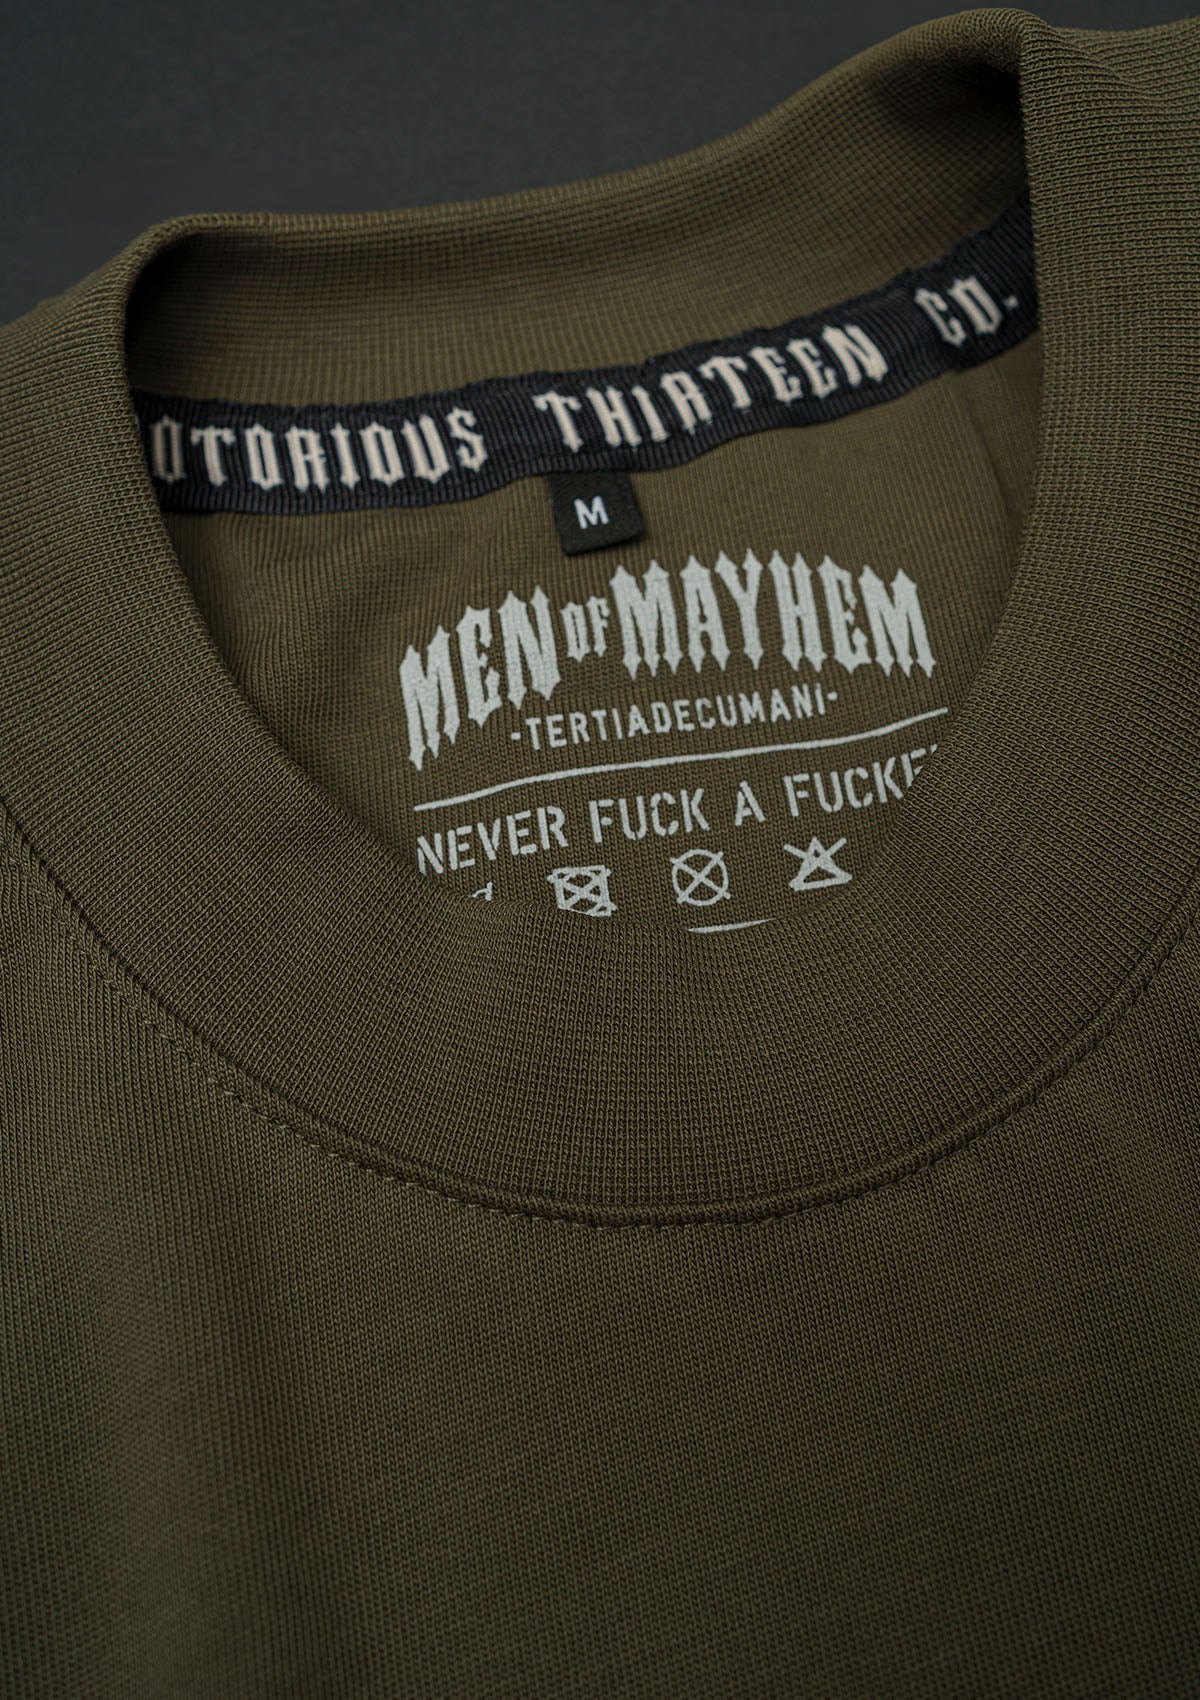 OTORIOUS THIRTEEN CO.
M
MEN OF MAYHEM
-TERTIADECUMANI-
NEVER FUCK A FUCKE